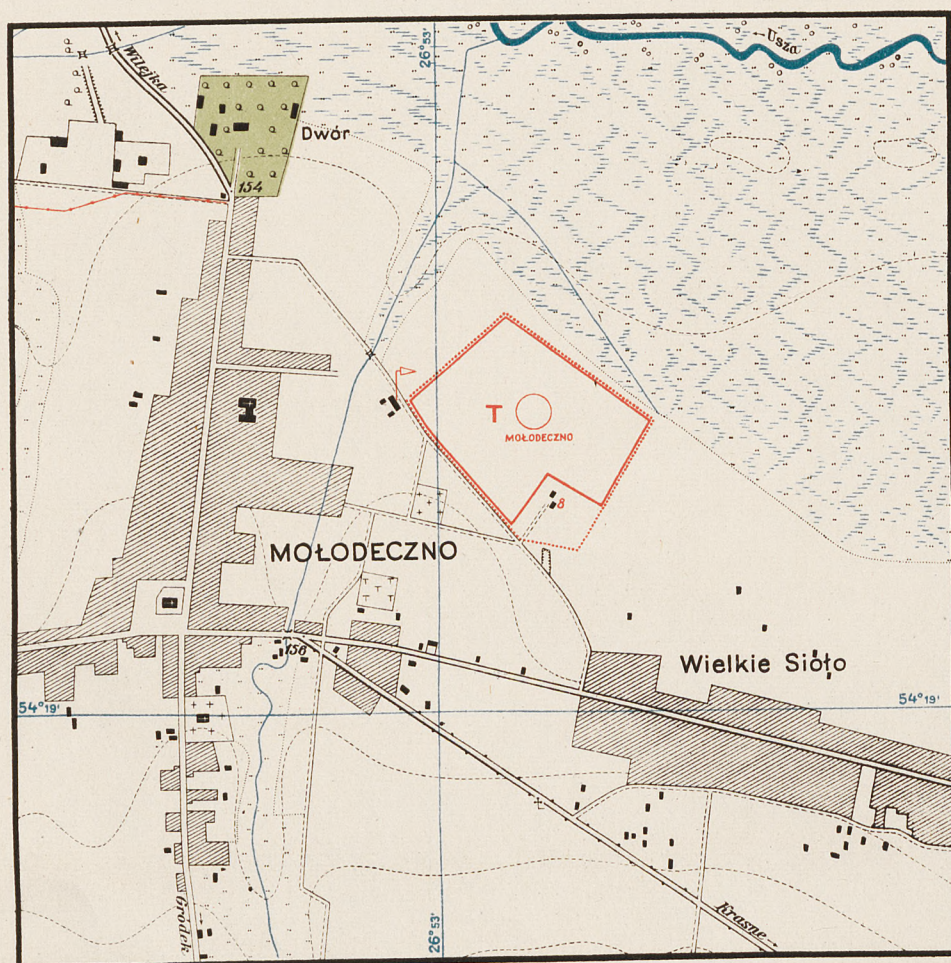 26°53'
←Usza
←Wilejka
Dwór
154
T
MOŁODECZNO
8
MOŁODECZNO
158
Wielkie Sioło
54°19'
54°19'
Gródek→
26°53'
Krasne→